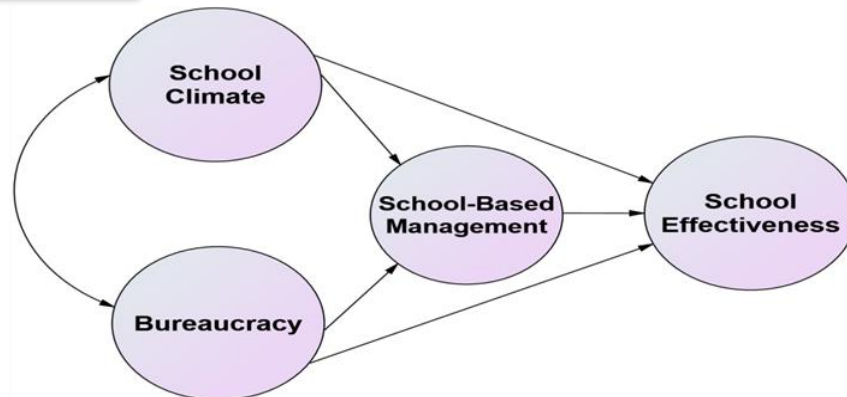 School
Climate
School-Based
Management
School
Effectiveness
Bureaucracy